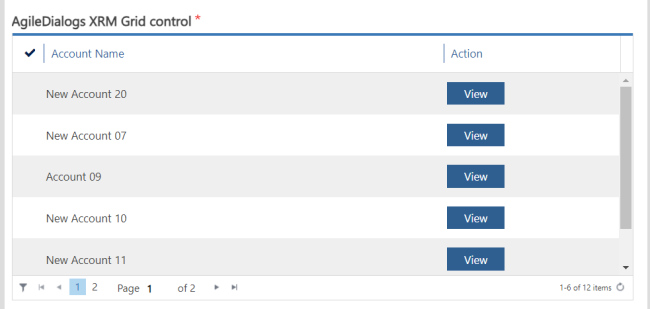 AgileDialogs XRM Grid control *
Account Name Action
New Account 20 View
New Account 07 View
Account 09 View
New Account 10 View
New Account 11 View
1 2 Page 1 of 2 1-6 of 12 items